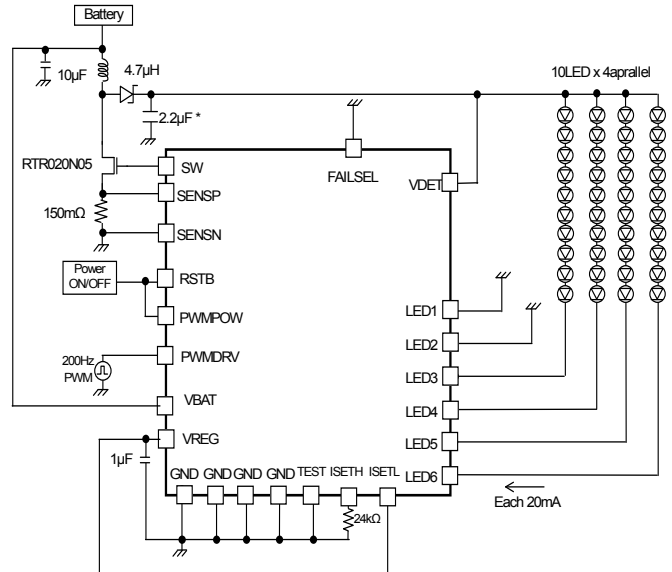 Battery
10µF
4.7µH
10LED x 4aprallel
2.2µF *
RTR020N05
SW
FAILSEL
VDET
SENSP
150mΩ
SENSN
Power
ON/OFF
RSTB
PWMPOW
LED1
LED2
200Hz
PWM
PWMDRV
LED3
VBAT
LED4
VREG
LED5
1µF
GND GND GND GND TEST ISETH ISETL
LED6
24kΩ
Each 20mA